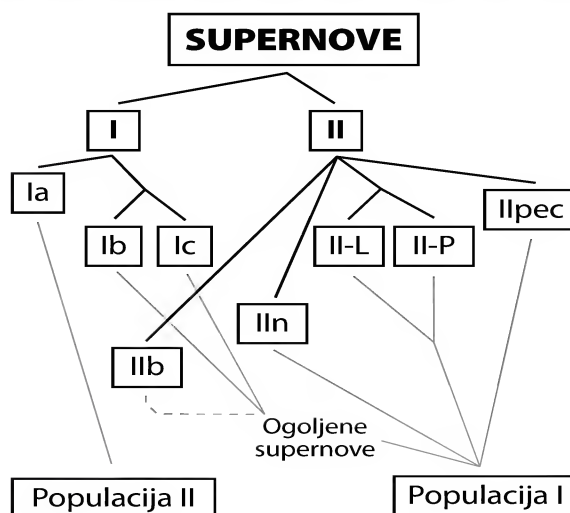 SUPERNOVE
I
II
Ia
IIpec
Ib
Ic
II-L
II-P
IIn
IIb
Ogoljene
supernove
Populacija II
Populacija I